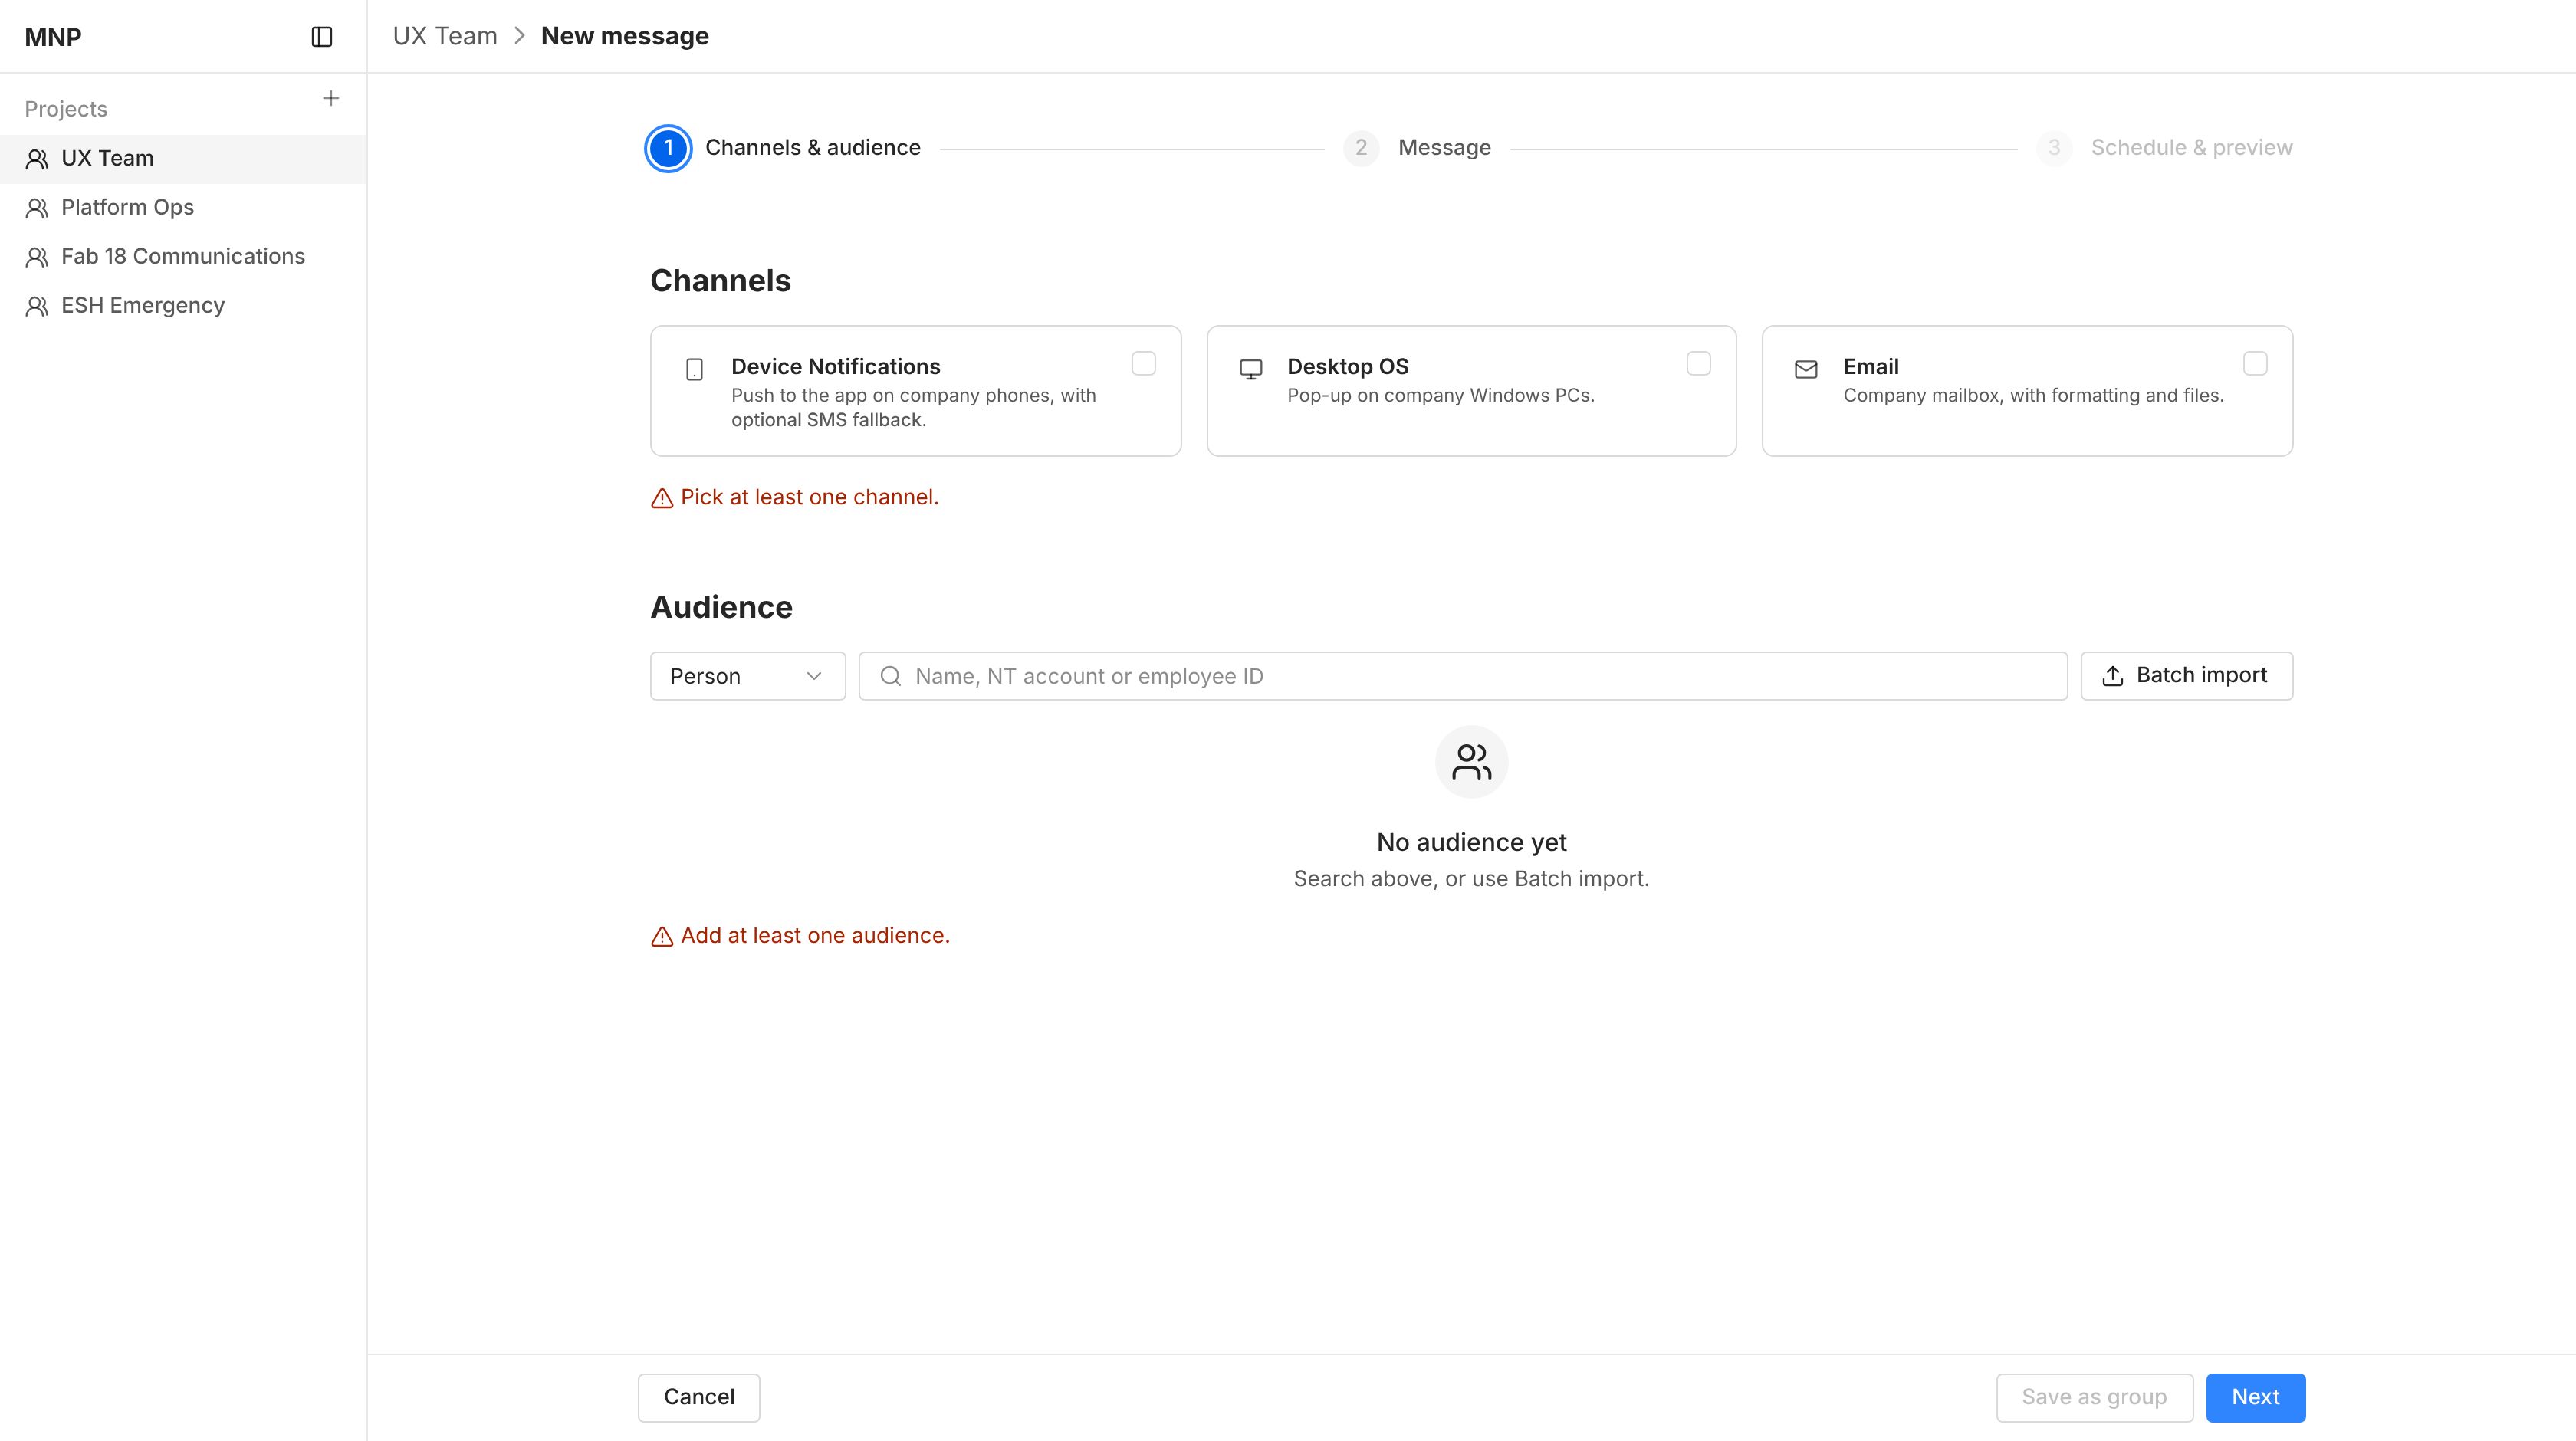 MNP
UX Team > New message
Projects
UX Team
Platform Ops
Fab 18 Communications
ESH Emergency
1 Channels & audience
2 Message
3 Schedule & preview
Channels
Device Notifications
Push to the app on company phones, with
optional SMS fallback.
Desktop OS
Pop-up on company Windows PCs.
Email
Company mailbox, with formatting and files.
Pick at least one channel.
Audience
Person
Name, NT account or employee ID
Batch import
No audience yet
Search above, or use Batch import.
Add at least one audience.
Cancel
Save as group
Next